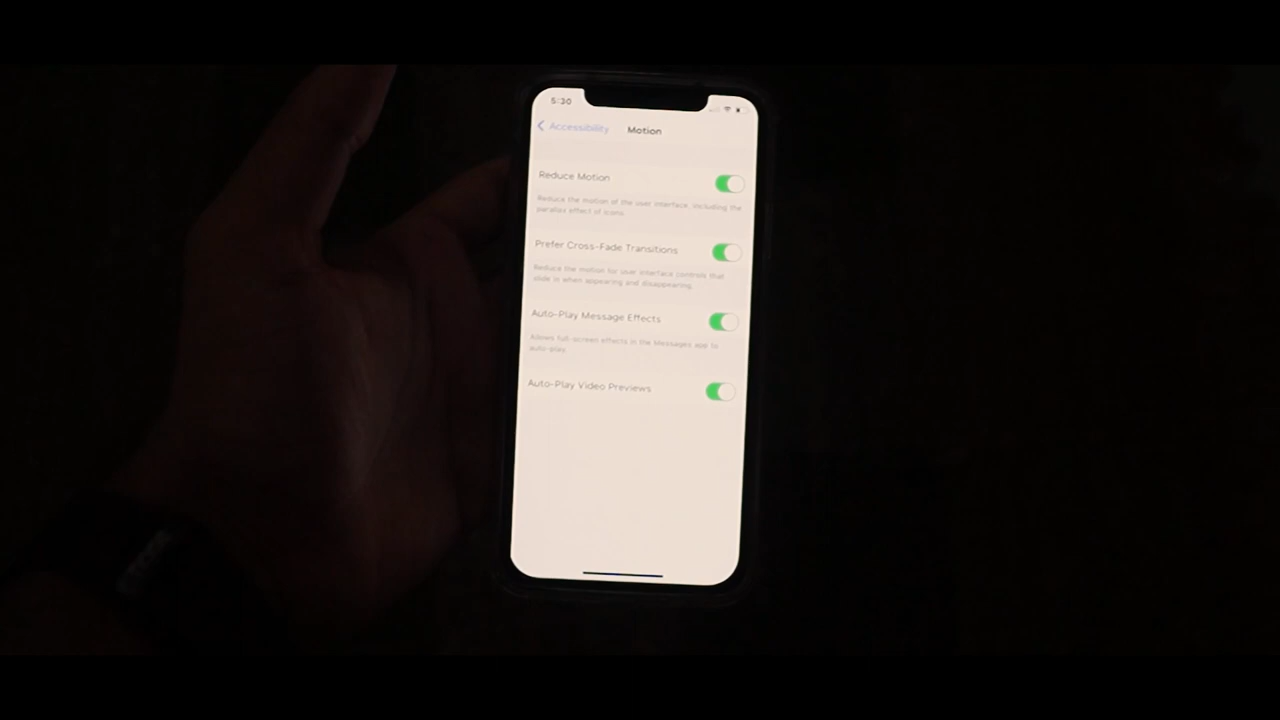 5:30
Accessibility
Motion
Reduce Motion
Reduce the motion of the user interface, including the
parallax effect of icons.
Prefer Cross-Fade Transitions
Reduce the motion for user interface controls that
slide in when appearing and disappearing.
Auto-Play Message Effects
Allows full-screen effects in the Messages app to
auto-play.
Auto-Play Video Previews